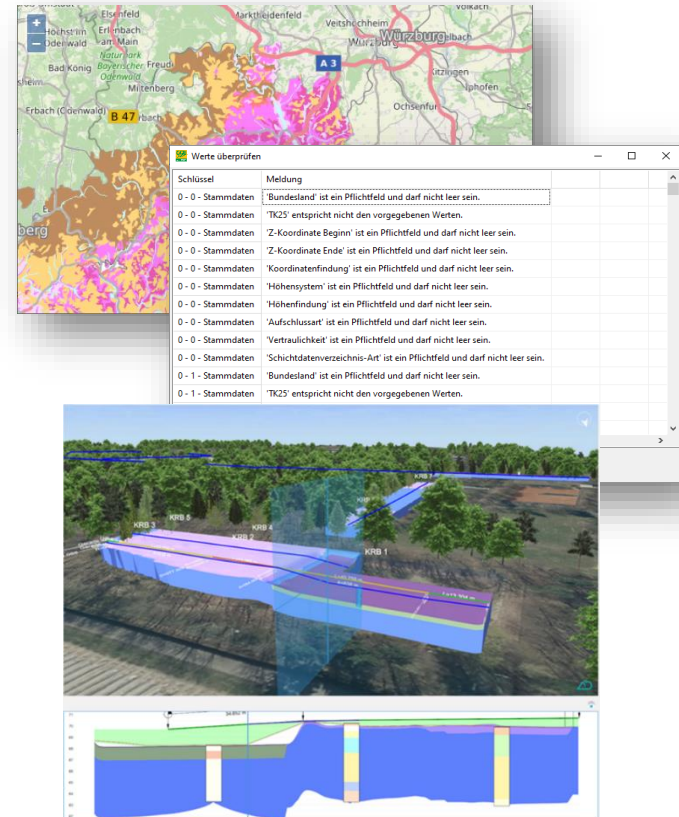 Elsenfeld
Marktheidenfeld
Volkach
Höchst im Odenwald
Erlenbach am Main
Veitshöchheim
Würzburg
Naturpark Bayerischer Odenwald
A 3
Bad König
Kitzingen
Miltenberg
Iphofen
Ochsenfurt
Erbach (Odenwald)
B 47
Werte überprüfen
Schlüssel Meldung
0 - 0 - Stammdaten 'Bundesland' ist ein Pflichtfeld und darf nicht leer sein.
0 - 0 - Stammdaten 'TK25' entspricht nicht den vorgegebenen Werten.
0 - 0 - Stammdaten 'Z-Koordinate Beginn' ist ein Pflichtfeld und darf nicht leer sein.
0 - 0 - Stammdaten 'Z-Koordinate Ende' ist ein Pflichtfeld und darf nicht leer sein.
0 - 0 - Stammdaten 'Koordinatenfindung' ist ein Pflichtfeld und darf nicht leer sein.
0 - 0 - Stammdaten 'Höhensystem' ist ein Pflichtfeld und darf nicht leer sein.
0 - 0 - Stammdaten 'Höhenfindung' ist ein Pflichtfeld und darf nicht leer sein.
0 - 0 - Stammdaten 'Aufschlussart' ist ein Pflichtfeld und darf nicht leer sein.
0 - 0 - Stammdaten 'Vertraulichkeit' ist ein Pflichtfeld und darf nicht leer sein.
0 - 0 - Stammdaten 'Schichtdatenverzeichnis-Art' ist ein Pflichtfeld und darf nicht leer sein.
0 - 1 - Stammdaten 'Bundesland' ist ein Pflichtfeld und darf nicht leer sein.
0 - 1 - Stammdaten 'TK25' entspricht nicht den vorgegebenen Werten.
KRB 5
KRB 3
KRB 4
KRB 2
KRB 1